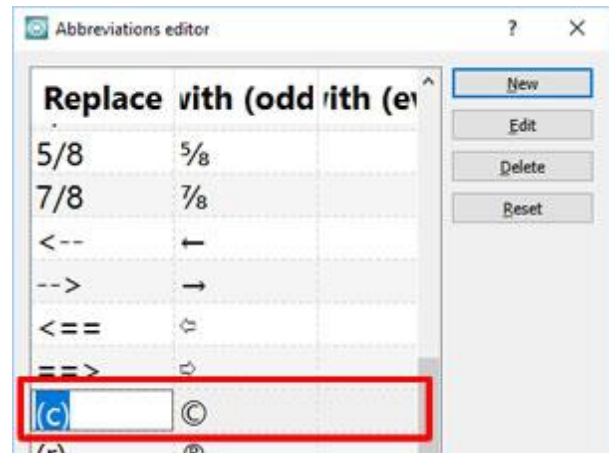 Abbreviations editor ? ×
Replace with (odd with (ev
New
Edit
5/8 ⅝
Delete
7/8 ⅞
Reset
<-- ←
--> →
<== ⇦
==> ⇨
(c) ©
(r) ®